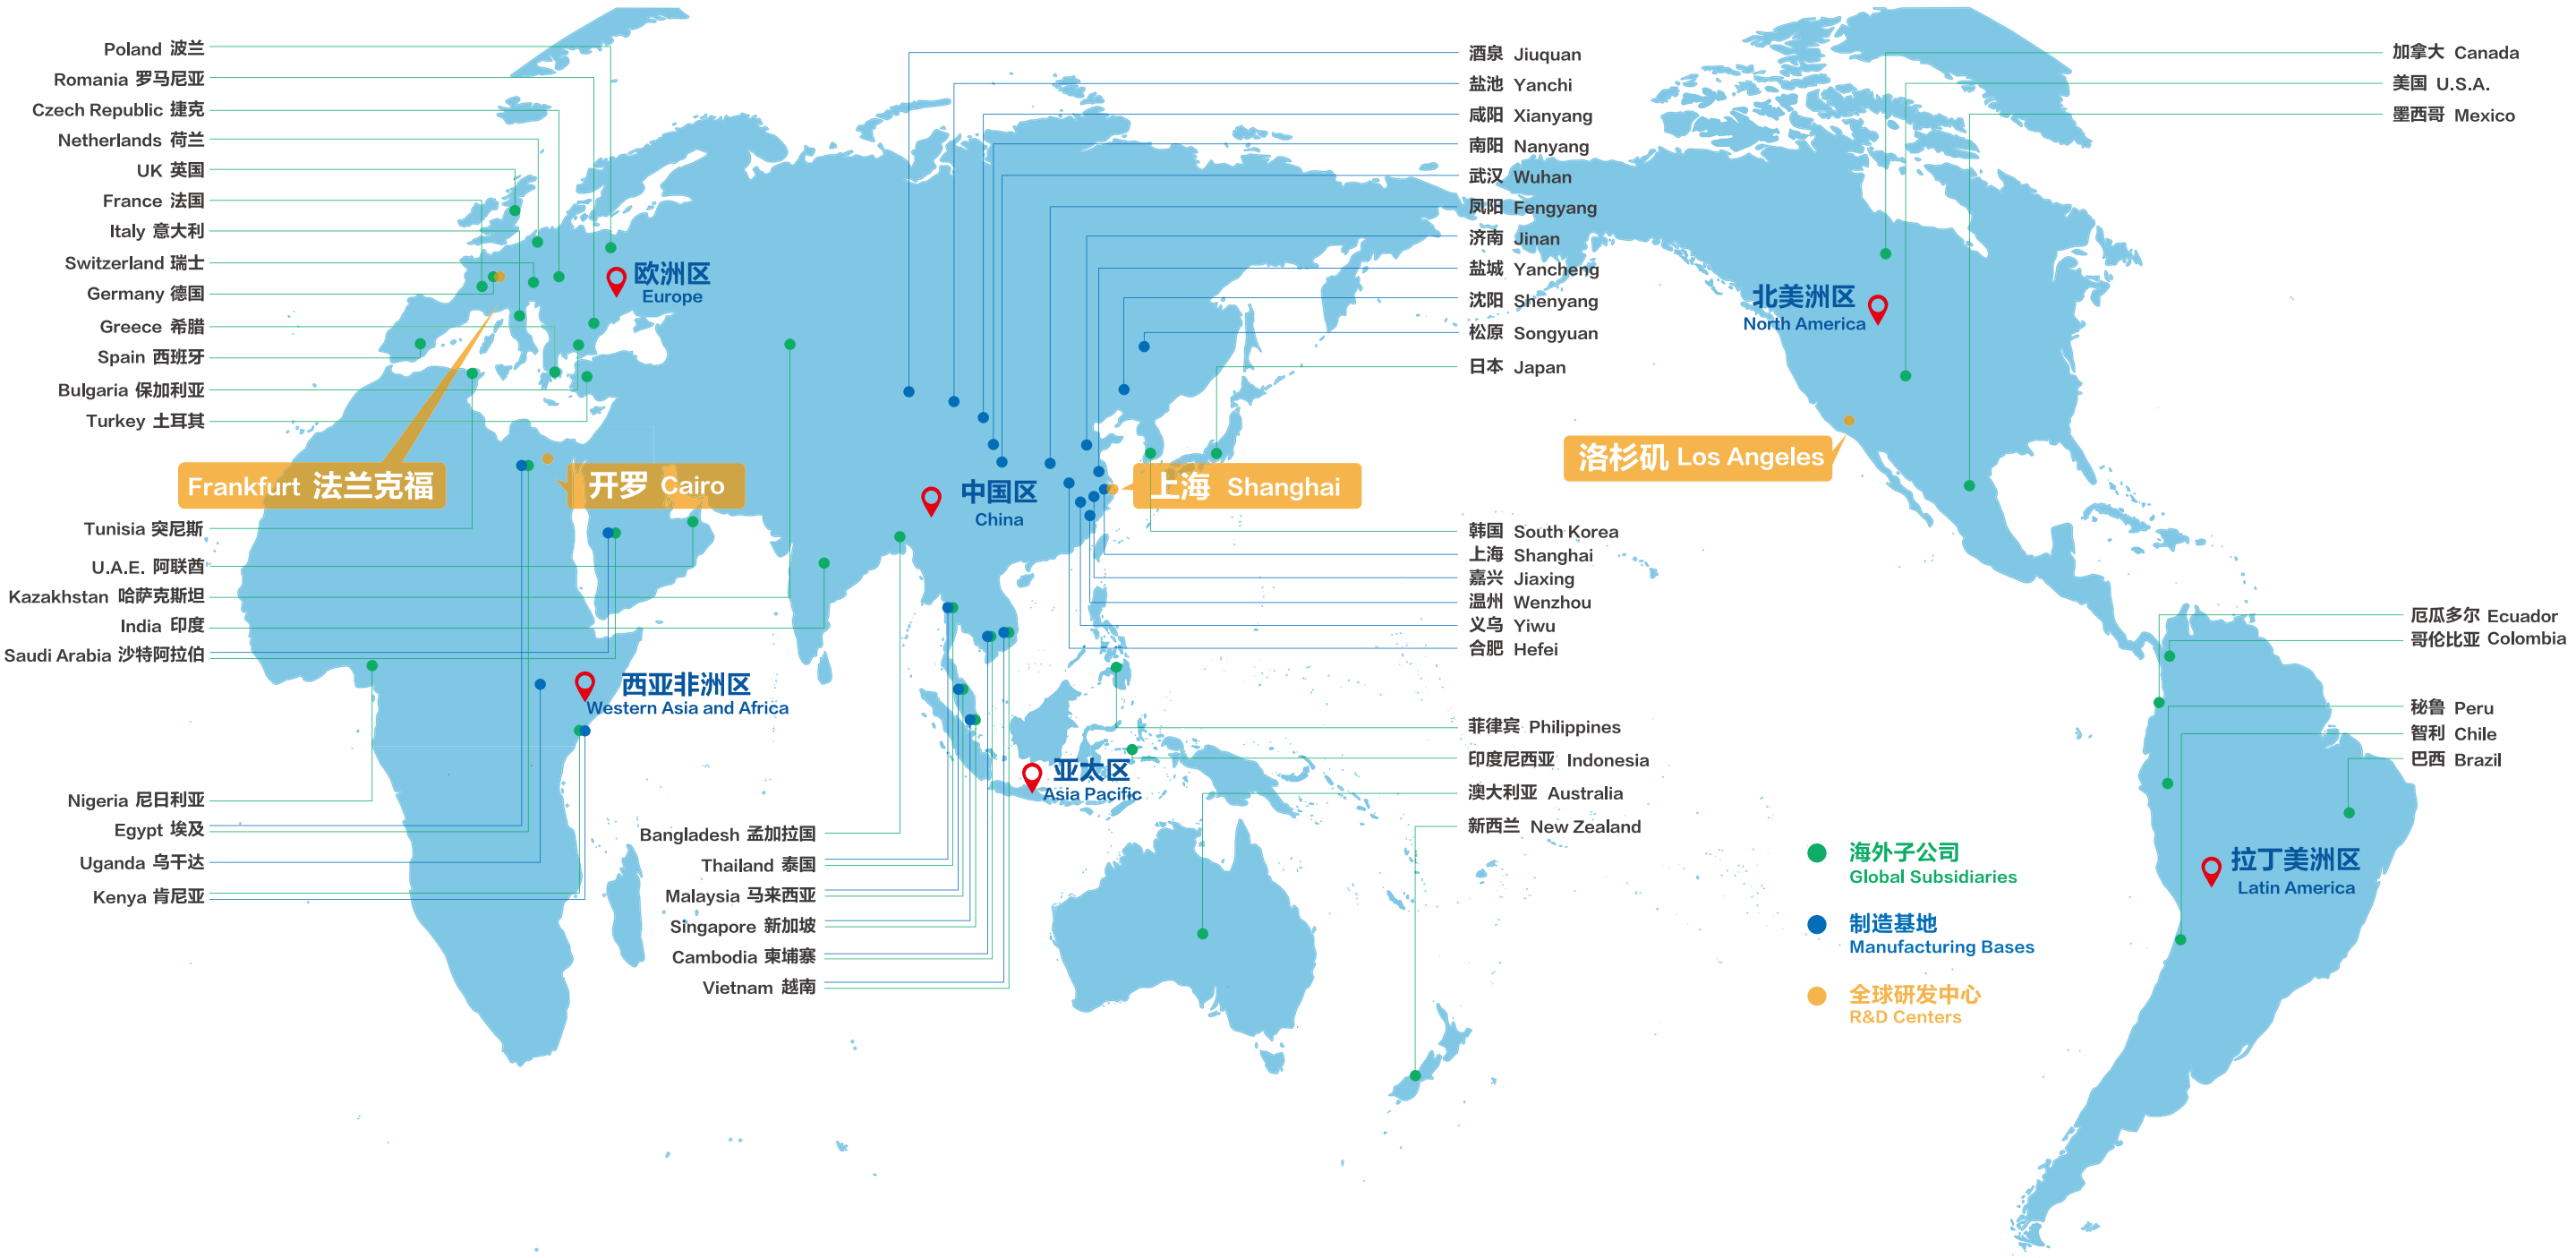 Poland 波兰
Romania 罗马尼亚
Czech Republic 捷克
Netherlands 荷兰
UK 英国
France 法国
Italy 意大利
Switzerland 瑞士
Germany 德国
Greece 希腊
Spain 西班牙
Bulgaria 保加利亚
Turkey 土耳其
Frankfurt 法兰克福
开罗 Cairo
Tunisia 突尼斯
U.A.E. 阿联酋
Kazakhstan 哈萨克斯坦
India 印度
Saudi Arabia 沙特阿拉伯
Nigeria 尼日利亚
Egypt 埃及
Uganda 乌干达
Kenya 肯尼亚
欧洲区
Europe
西亚非洲区
Western Asia and Africa
Bangladesh 孟加拉国
Thailand 泰国
Malaysia 马来西亚
Singapore 新加坡
Cambodia 柬埔寨
Vietnam 越南
中国区
China
亚太区
Asia Pacific
上海 Shanghai
酒泉 Jiuquan
盐池 Yanchi
咸阳 Xianyang
南阳 Nanyang
武汉 Wuhan
凤阳 Fengyang
济南 Jinan
盐城 Yancheng
沈阳 Shenyang
松原 Songyuan
日本 Japan
韩国 South Korea
上海 Shanghai
嘉兴 Jiaxing
温州 Wenzhou
义乌 Yiwu
合肥 Hefei
菲律宾 Philippines
印度尼西亚 Indonesia
澳大利亚 Australia
新西兰 New Zealand
北美洲区
North America
洛杉矶 Los Angeles
加拿大 Canada
美国 U.S.A.
墨西哥 Mexico
厄瓜多尔 Ecuador
哥伦比亚 Colombia
秘鲁 Peru
智利 Chile
巴西 Brazil
拉丁美洲区
Latin America
海外子公司
Global Subsidiaries
制造基地
Manufacturing Bases
全球研发中心
R&D Centers